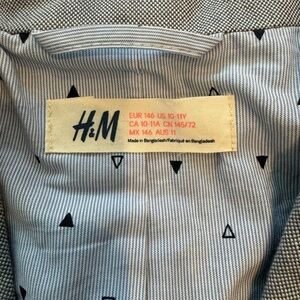 H&M
EUR 146 US 10-11Y
CA 10-11A CN 145/72
MX 146 AUS 11
Made in Bangladesh/Fabriqué en Bangladesh